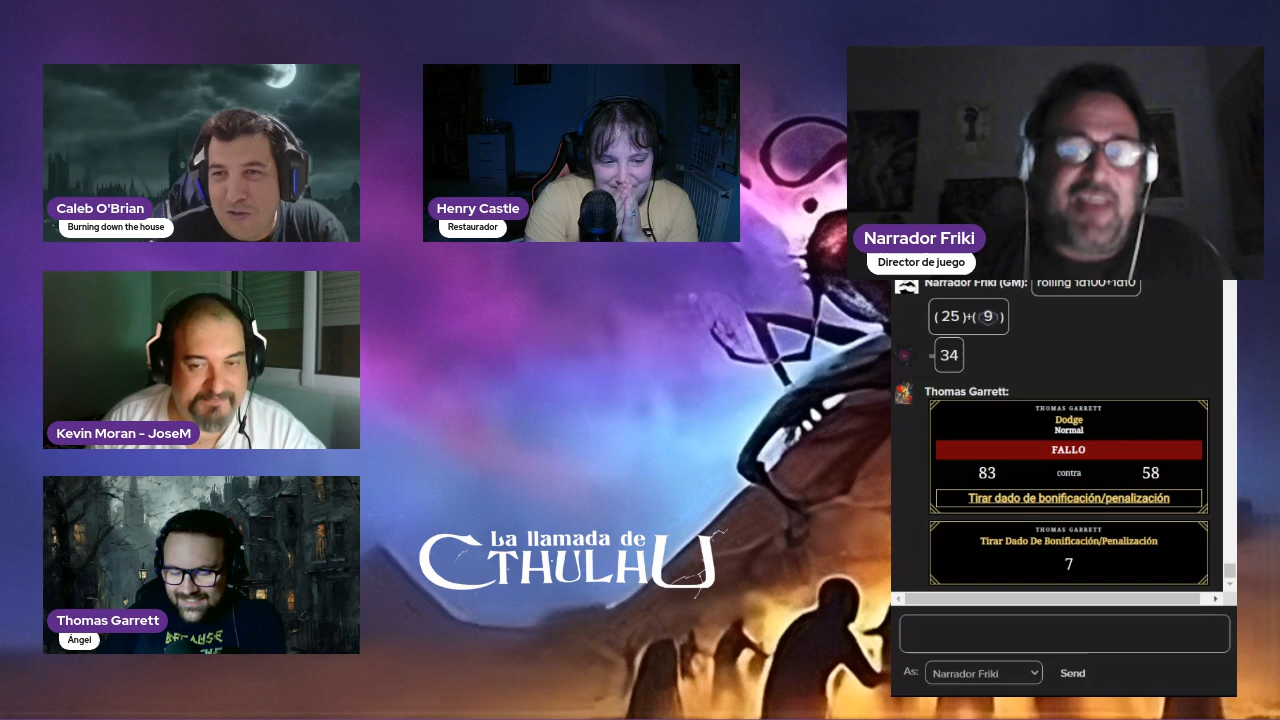 Caleb O'Brian
Burning down the house
Henry Castle
Restaurador
Narrador Friki
Director de juego
Kevin Moran - JoseM
Thomas Garrett
Ángel
BECAUSE
La llamada de
CTHULHU
Narrador Friki (GM): rolling 1d100+1d10
( 25 )+( 9 )
= 34
Thomas Garrett:
THOMAS GARRETT
Dodge
Normal
FALLO
83 contra 58
Tirar dado de bonificación/penalización
THOMAS GARRETT
Tirar Dado De Bonificación/Penalización
7
As: Narrador Friki Send